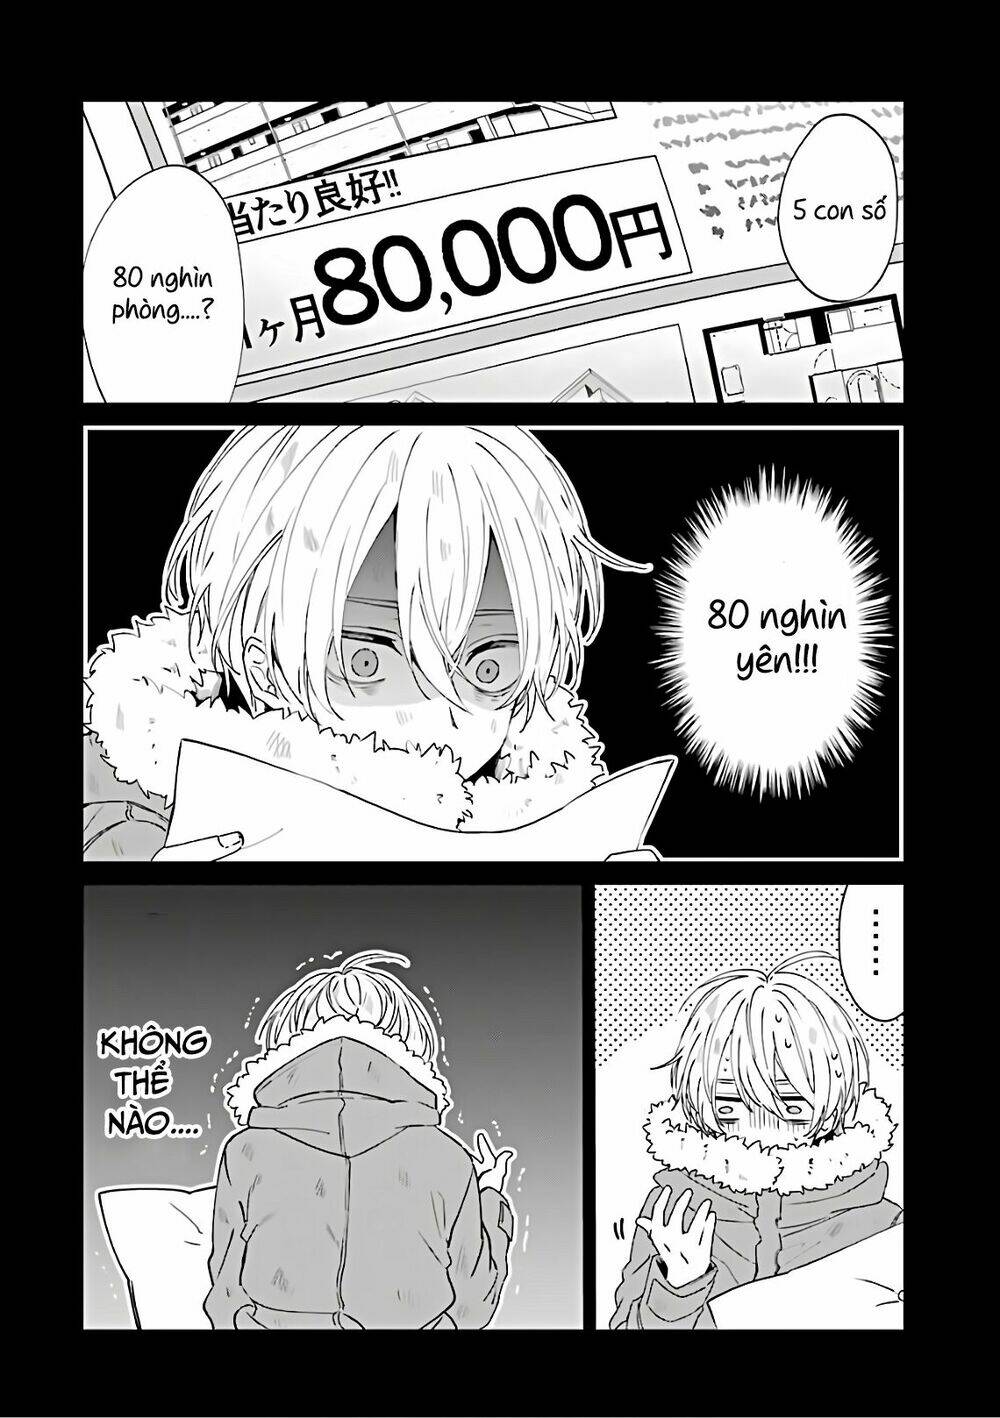 5 con số
当たり良好!!
1ヶ月80,000円
80 nghìn
phòng....?
80 nghìn
yên!!!
........
KHÔNG
THỂ
NÀO....